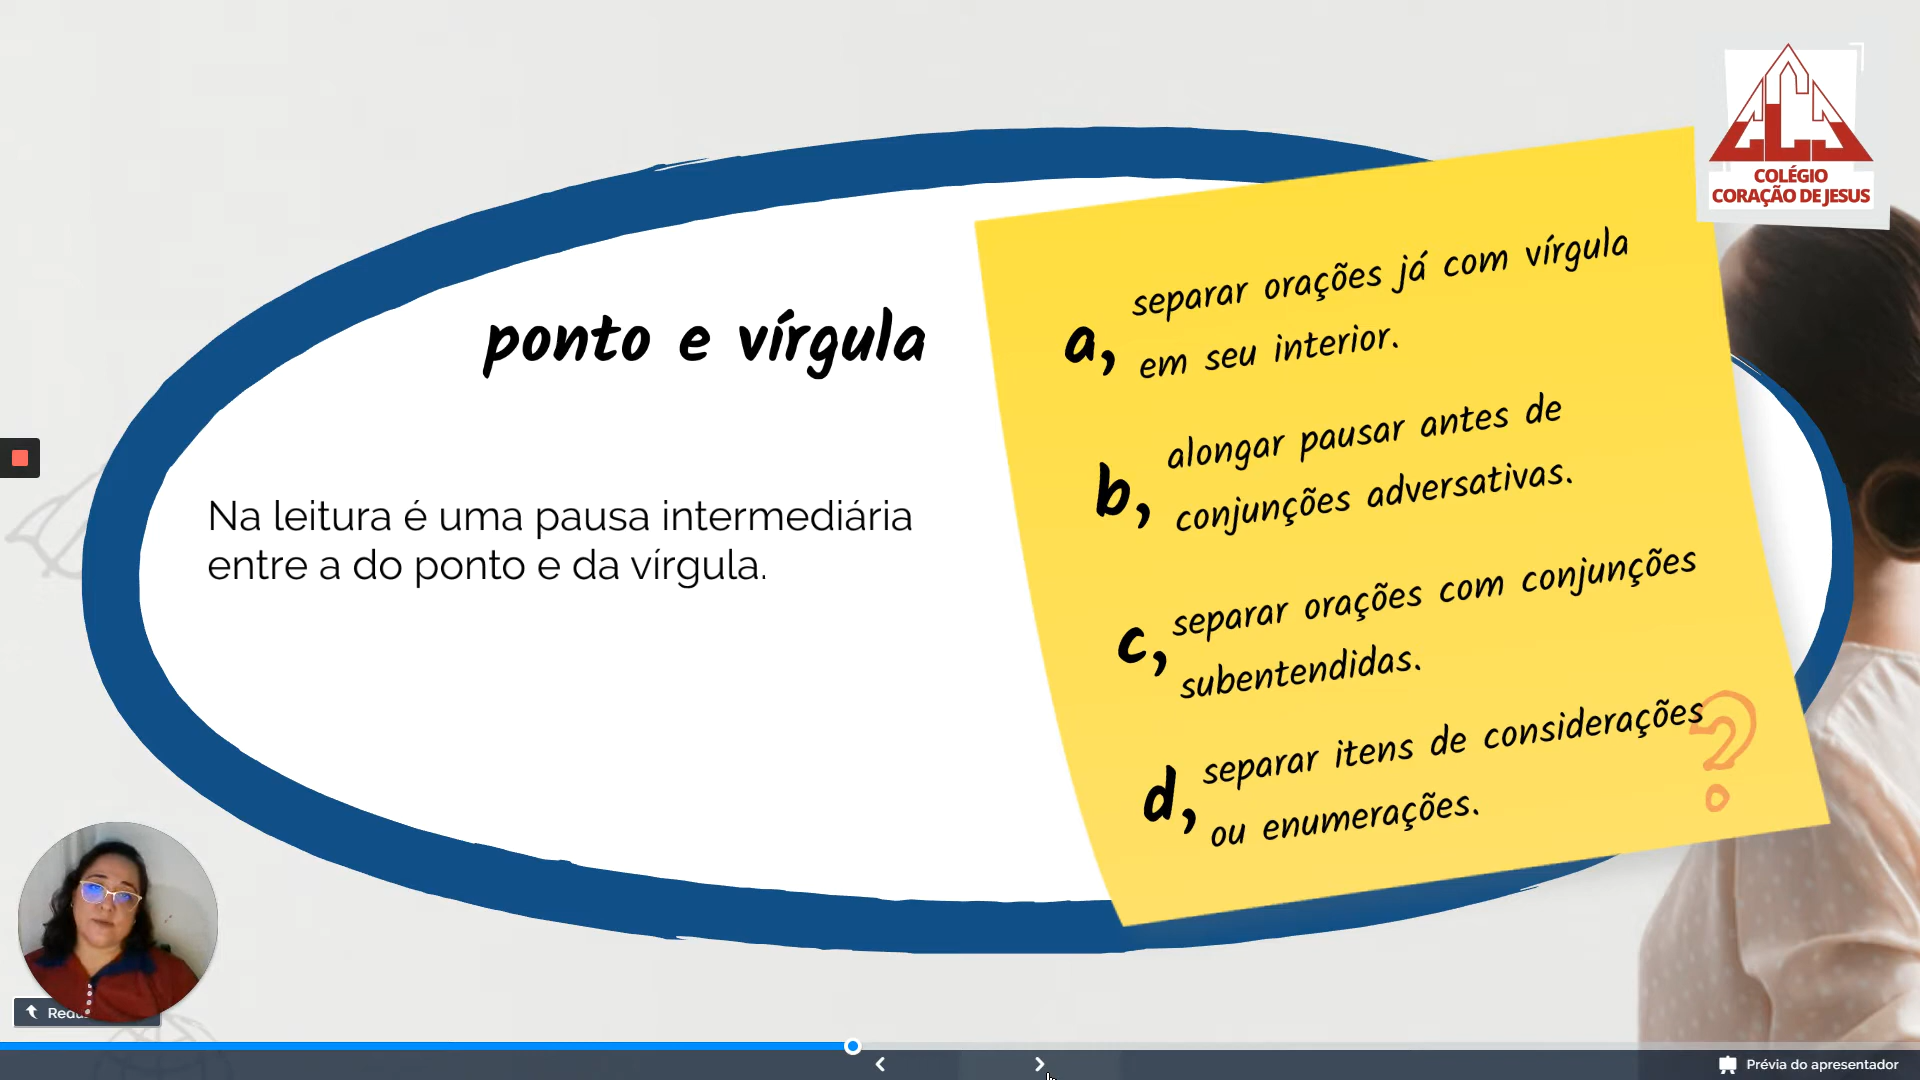 COLÉGIO
CORAÇÃO DE JESUS
ponto e vírgula
Na leitura é uma pausa intermediária
entre a do ponto e da vírgula.
a, separar orações já com vírgula
em seu interior.
b, alongar pausar antes de
conjunções adversativas.
c, separar orações com conjunções
subentendidas.
d, separar itens de considerações
ou enumerações.
?
Prévia do apresentador